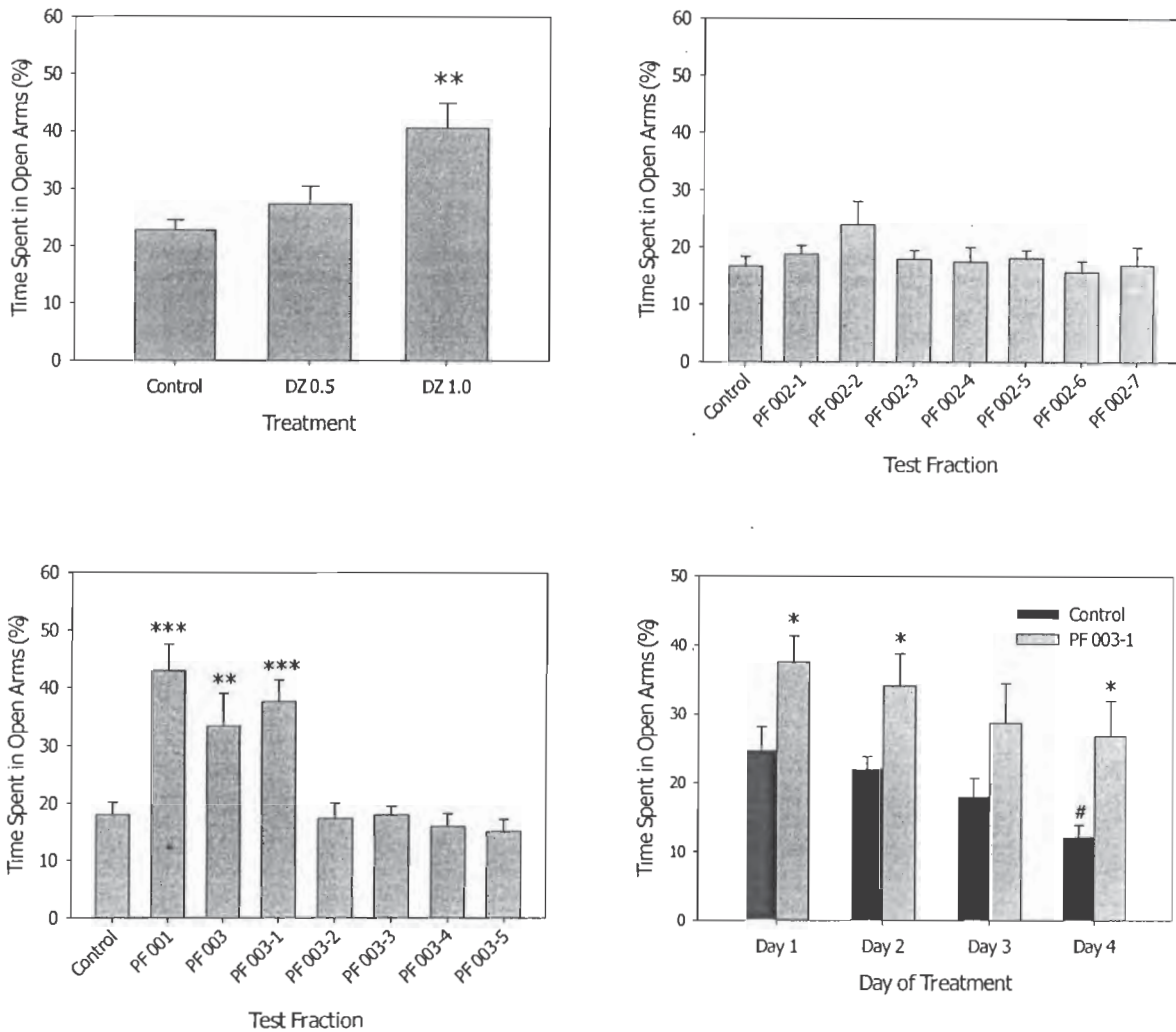 Time Spent in Open Arms (%)
60
50
40
30
20
10
0
**
Control DZ 0.5 DZ 1.0
Treatment
Time Spent in Open Arms (%)
60
50
40
30
20
10
0
Control PF 002-1 PF 002-2 PF 002-3 PF 002-4 PF 002-5 PF 002-6 PF 002-7
Test Fraction
Time Spent in Open Arms (%)
60
50
40
30
20
10
0
*** ** ***
Control PF 001 PF 003 PF 003-1 PF 003-2 PF 003-3 PF 003-4 PF 003-5
Test Fraction
Time Spent in Open Arms (%)
50
40
30
20
10
0
Control
PF 003-1
* * # *
Day 1 Day 2 Day 3 Day 4
Day of Treatment